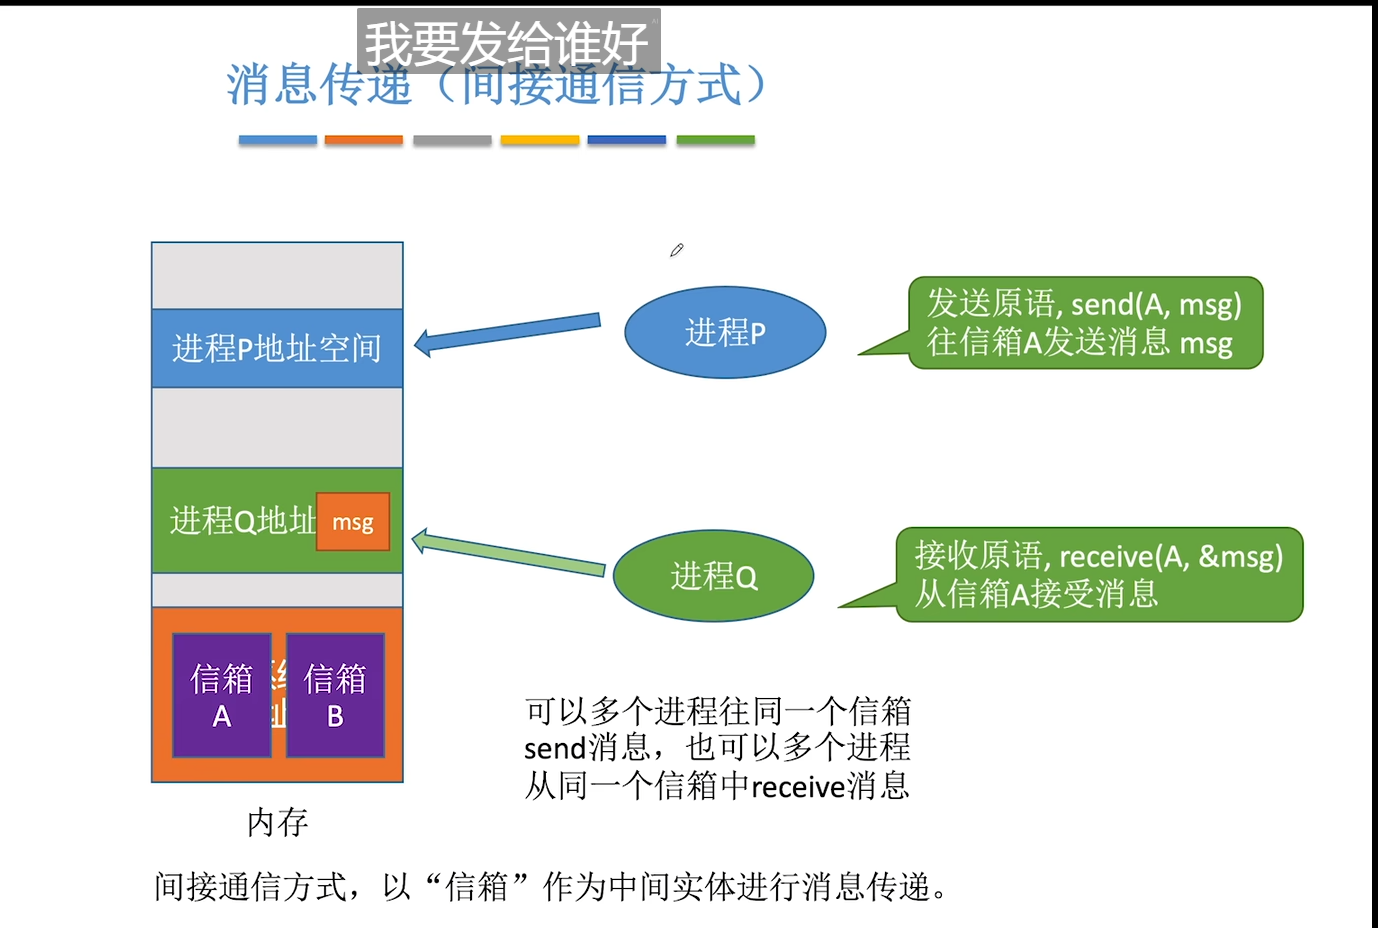 我要发给谁好
消息传递（间接通信方式）
进程P地址空间
进程P
发送原语, send(A, msg)
往信箱A发送消息 msg
进程Q地址
msg
进程Q
接收原语, receive(A, &msg)
从信箱A接受消息
信箱
A
信箱
B
可以多个进程往同一个信箱
send消息，也可以多个进程
从同一个信箱中receive消息
内存
间接通信方式，以“信箱”作为中间实体进行消息传递。